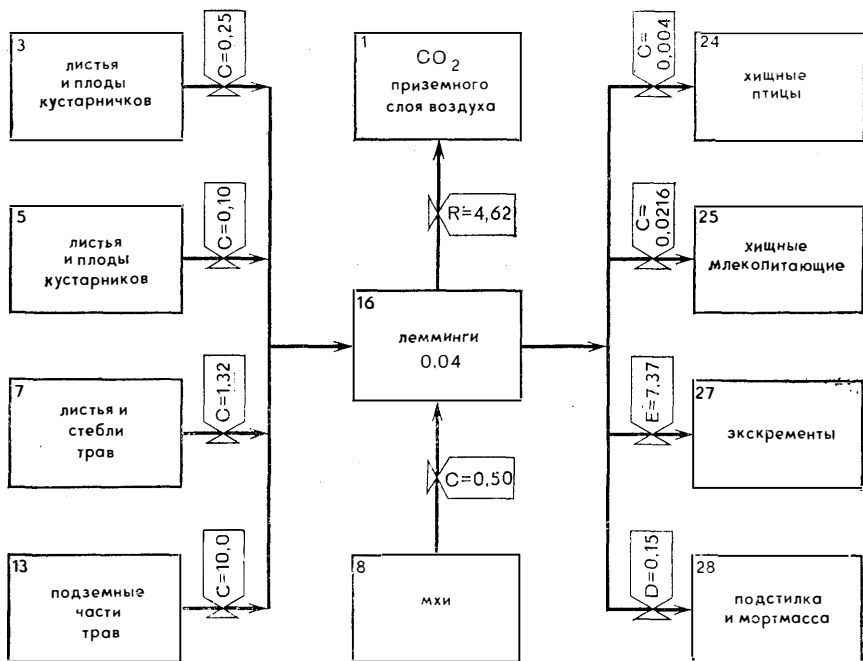 3
листья
и плоды
кустарничков
C=0,25
1
CO2
приземного
слоя воздуха
C=
0,004
24
хищные
птицы
5
листья
и плоды
кустарников
C=0,10
R=4,62
C=
0,0216
25
хищные
млекопитающие
16
лемминги
0,04
7
листья и
стебли
трав
C=1,32
E=7,37
27
экскременты
C=0,50
13
подземные
части
трав
C=10,0
8
мхи
D=0,15
28
подстилка
и мортмасса